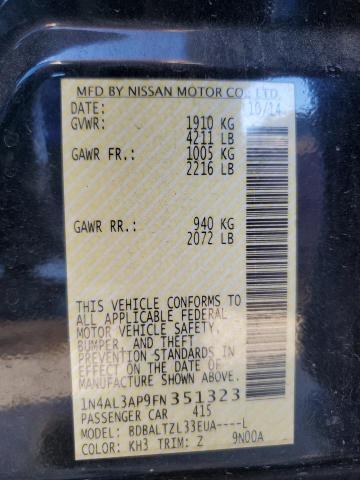 MFD BY NISSAN MOTOR CO., LTD.
DATE: 10/14
GVWR: 1910 KG
4211 LB
GAWR FR.: 1005 KG
2216 LB
GAWR RR.: 940 KG
2072 LB
THIS VEHICLE CONFORMS TO
ALL APPLICABLE FEDERAL
MOTOR VEHICLE SAFETY,
BUMPER, AND THEFT
PREVENTION STANDARDS IN
EFFECT ON THE DATE OF
MANUFACTURE SHOWN ABOVE.
1N4AL3AP9FN351323
PASSENGER CAR 415
MODEL: BDBALTZL33EUA----L
COLOR: KH3 TRIM: Z 9N00A